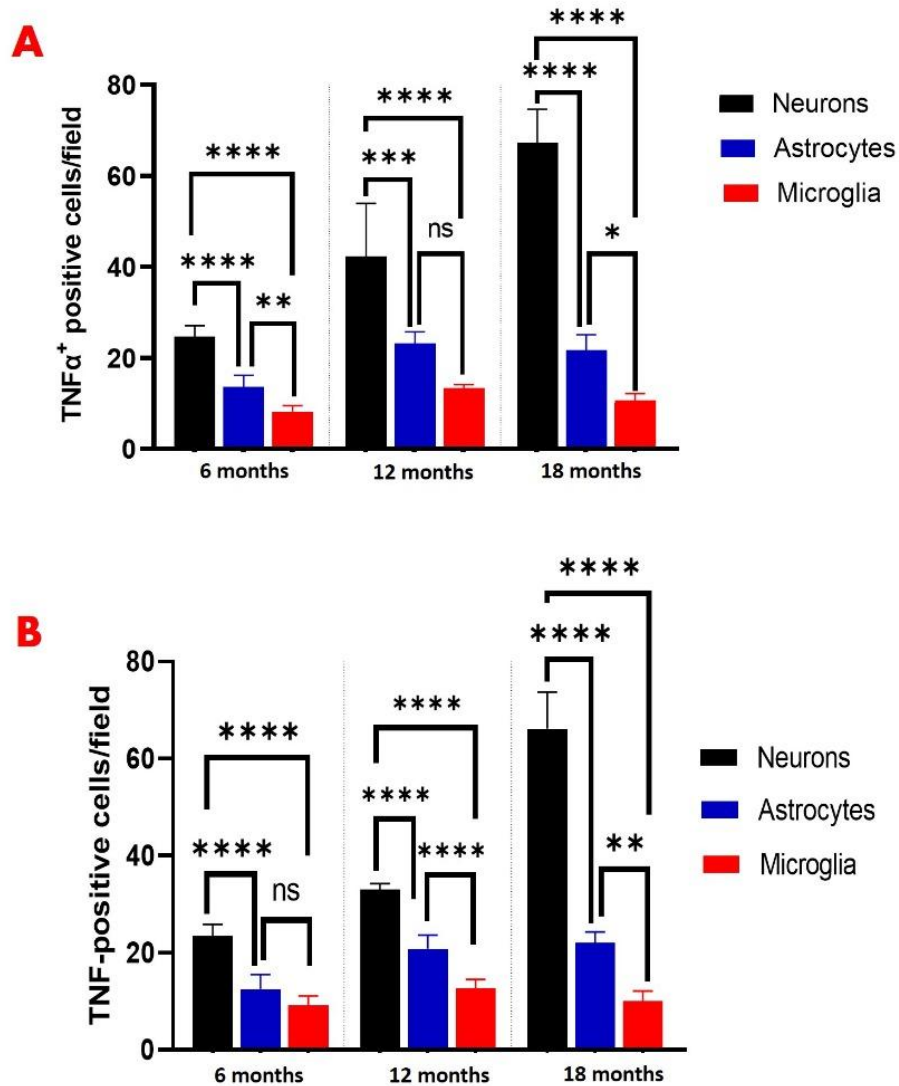 A
TNFα⁺ positive cells/field
80
60
40
20
0
****
****
**
****
***
ns
****
****
*
6 months
12 months
18 months
Neurons
Astrocytes
Microglia
B
TNF-positive cells/field
80
60
40
20
0
****
****
ns
****
****
****
****
****
**
6 months
12 months
18 months
Neurons
Astrocytes
Microglia